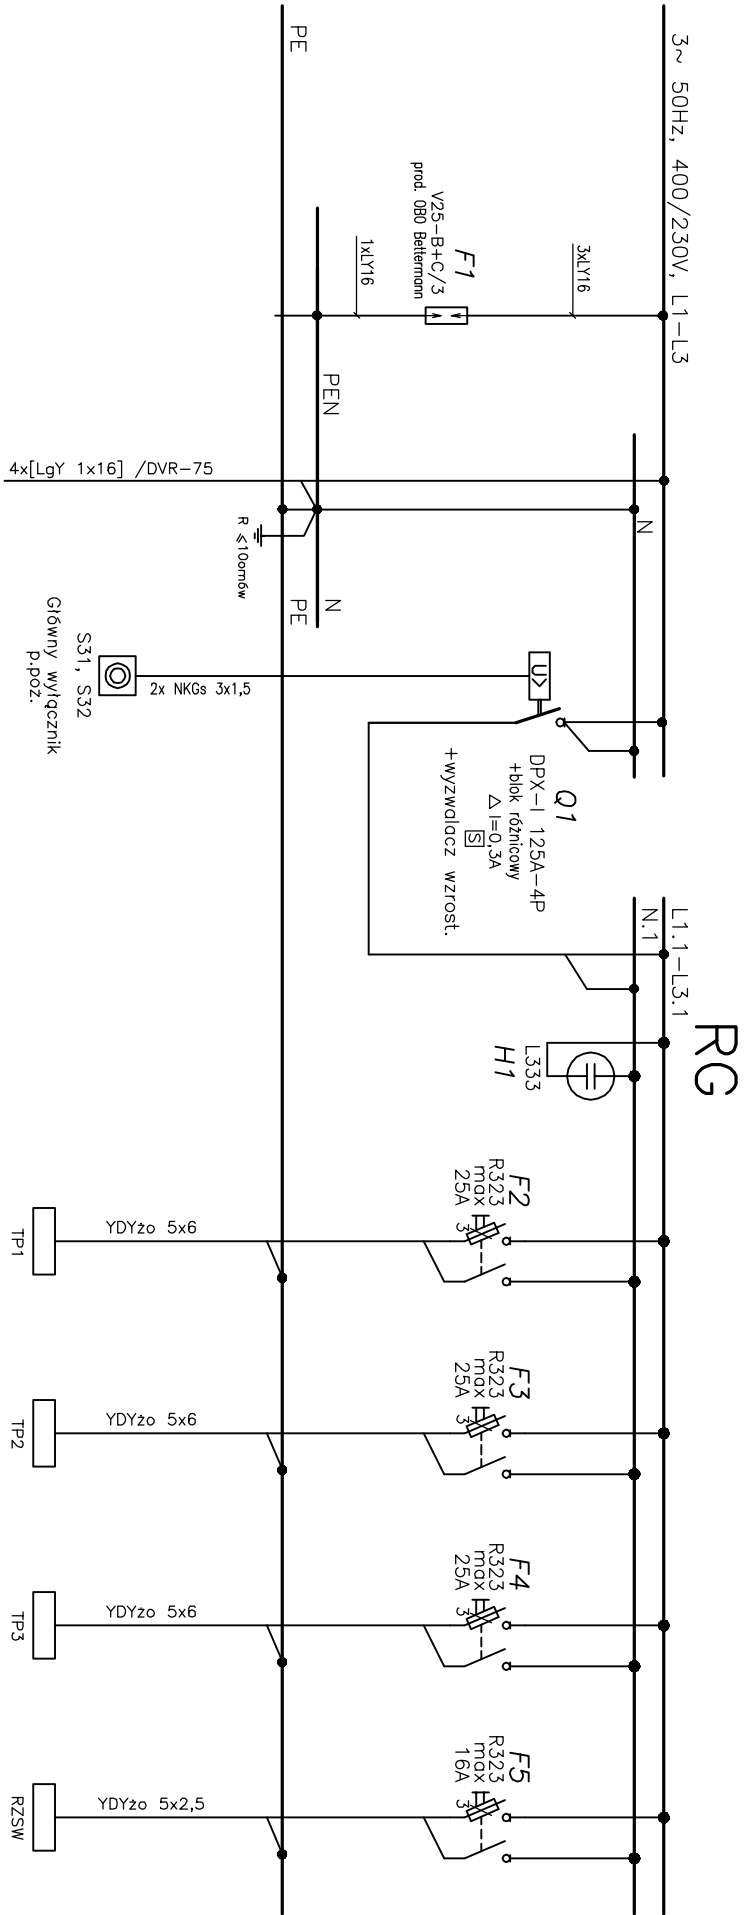 RG
3~ 50Hz, 400/230V, L1-L3
3xLY16
F1
V25-B+C/3
prod. OBO Bettermann
1xLY16
PE
PEN
N
4x[LgY 1x16] /DVR-75
R ≤10omów
N
PE
U>
2x NKGs 3x1,5
S31, S32
Główny wyłącznik
p.poż.
Q1
DPX-I 125A-4P
+blok różnicowy
△I=0,3A
S
+wyzwalacz wzrost.
L1.1-L3.1
N.1
L333
H1
F2
R323
max
25A
3
YDYżo 5x6
TP1
F3
R323
max
25A
3
YDYżo 5x6
TP2
F4
R323
max
25A
3
YDYżo 5x6
TP3
F5
R323
max
16A
3
YDYżo 5x2,5
RZSW